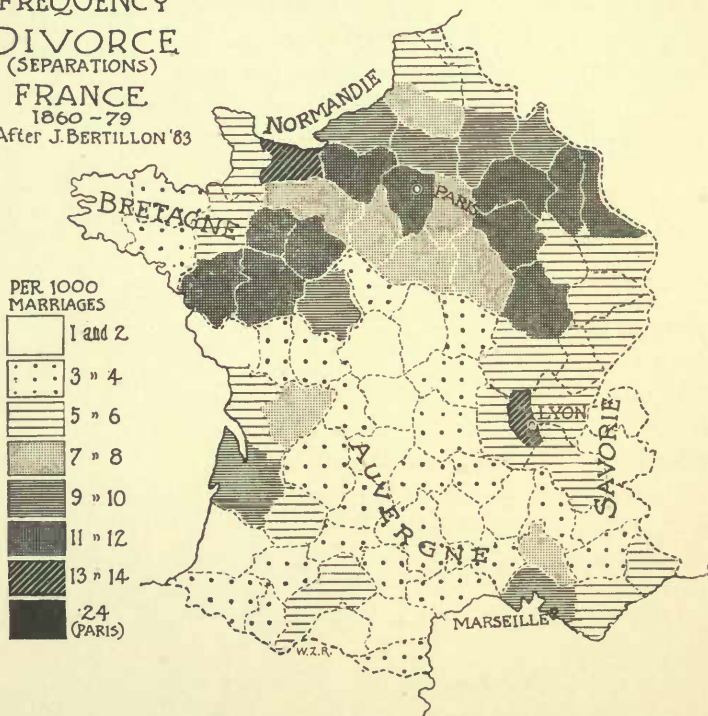 FREQUENCY
DIVORCE
(SEPARATIONS)
FRANCE
1860-79
After J. BERTILLON '83
NORMANDIE
BRETAGNE
PARIS
LYON
SAVORIE
AUVERGNE
MARSEILLE
W.Z.R.
PER 1000
MARRIAGES
1 and 2
3 " 4
5 " 6
7 " 8
9 " 10
11 " 12
13 " 14
24
(PARIS)